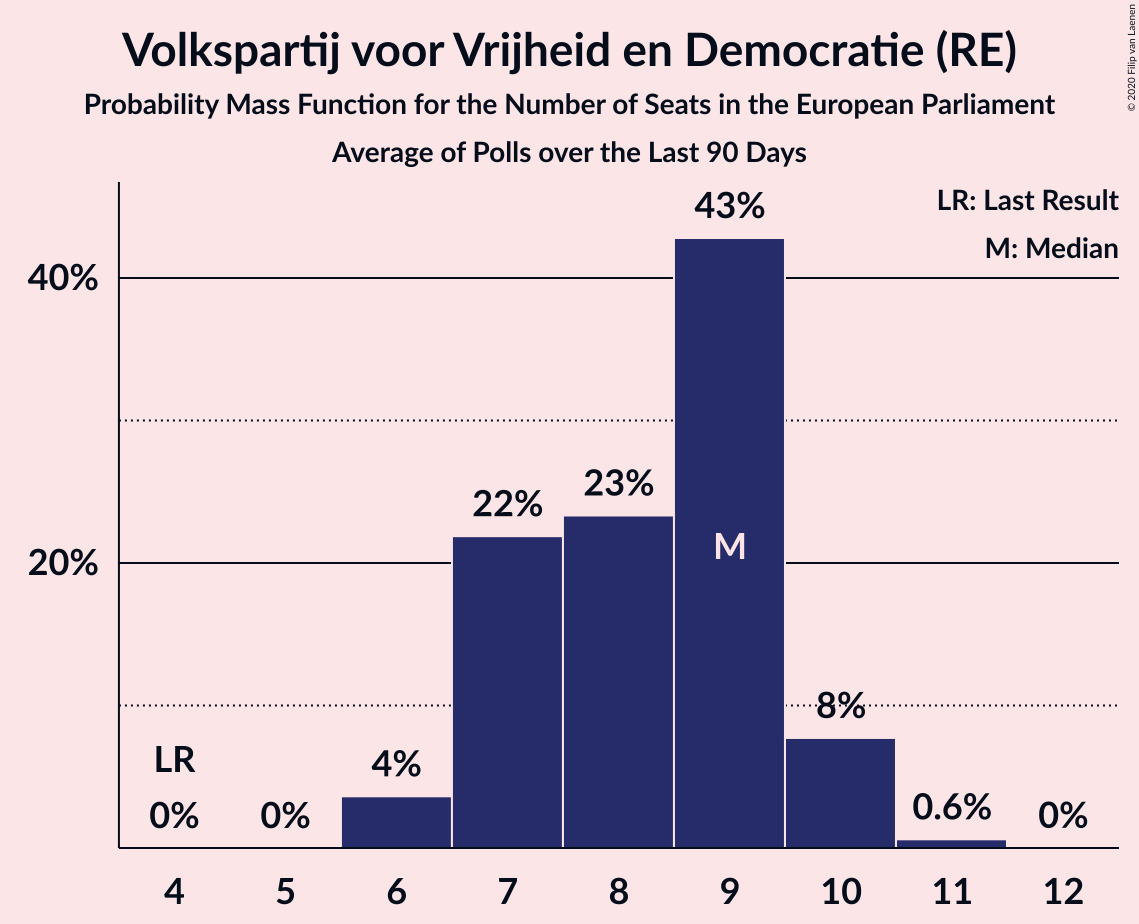 Volkspartij voor Vrijheid en Democratie (RE)
Probability Mass Function for the Number of Seats in the European Parliament
Average of Polls over the Last 90 Days
© 2020 Filip van Laenen
LR: Last Result
M: Median
43%
40%
23%
22%
M
20%
8%
LR
4%
0.6%
0%
0%
0%
4
5
6
7
8
9
10
11
12